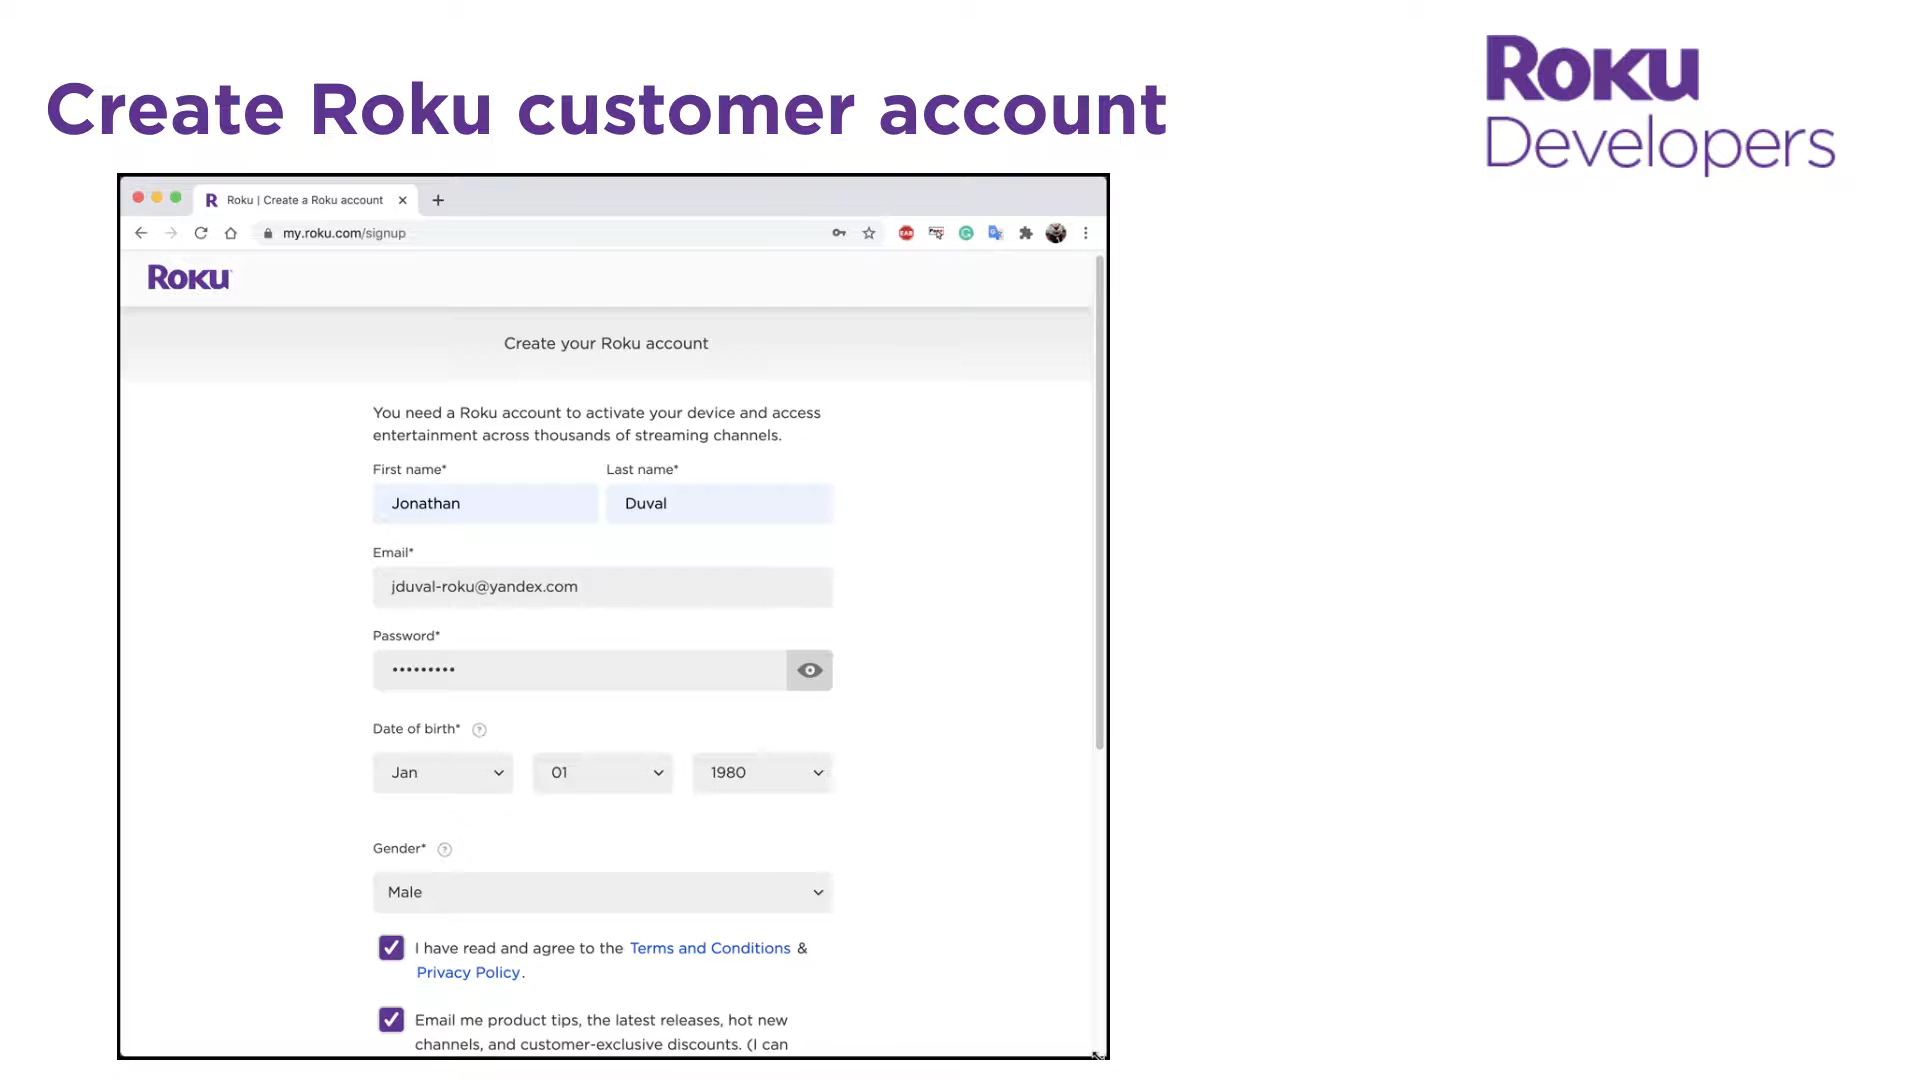 Create Roku customer account
Roku
Developers
R Roku | Create a Roku account
my.roku.com/signup
Roku
Create your Roku account
You need a Roku account to activate your device and access
entertainment across thousands of streaming channels.
First name* Last name*
Jonathan Duval
Email*
jduval-roku@yandex.com
Password*
•••••••••
Date of birth* ?
Jan 01 1980
Gender* ?
Male
I have read and agree to the Terms and Conditions &
Privacy Policy.
Email me product tips, the latest releases, hot new
channels, and customer-exclusive discounts. (I can